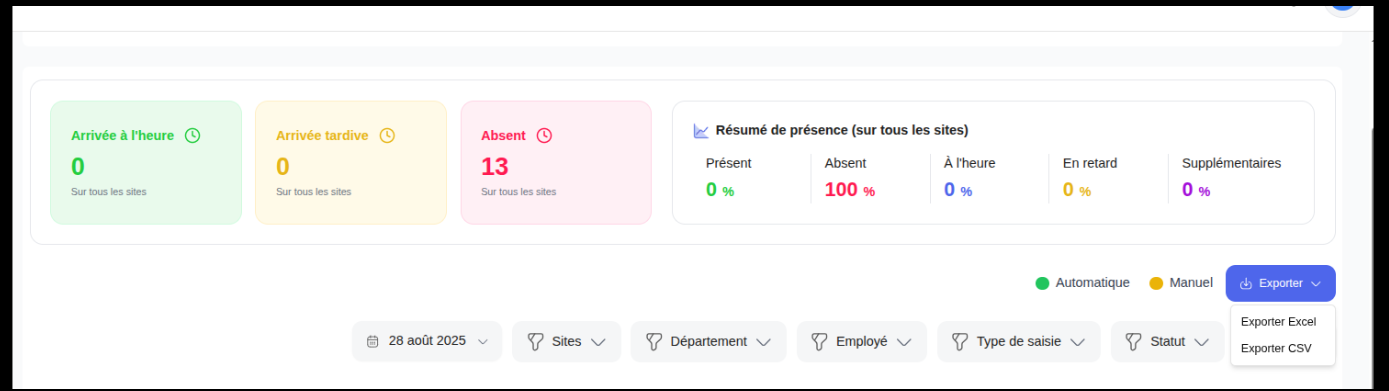 Arrivée à l'heure
0
Sur tous les sites
Arrivée tardive
0
Sur tous les sites
Absent
13
Sur tous les sites
Résumé de présence (sur tous les sites)
Présent
0 %
Absent
100 %
À l'heure
0 %
En retard
0 %
Supplémentaires
0 %
Automatique
Manuel
Exporter
Exporter Excel
Exporter CSV
28 août 2025
Sites
Département
Employé
Type de saisie
Statut